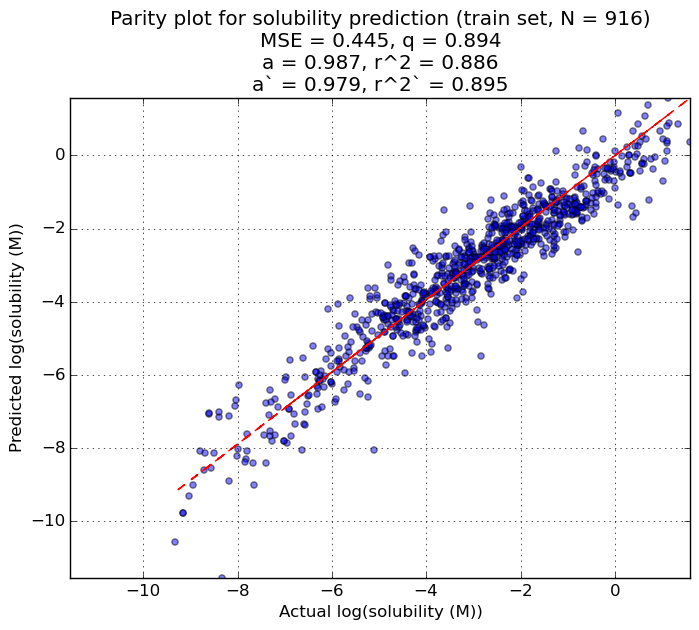 Parity plot for solubility prediction (train set, N = 916)
MSE = 0.445, q = 0.894
a = 0.987, r^2 = 0.886
a` = 0.979, r^2` = 0.895
Predicted log(solubility (M))
0
−2
−4
−6
−8
−10
−10 −8 −6 −4 −2 0
Actual log(solubility (M))